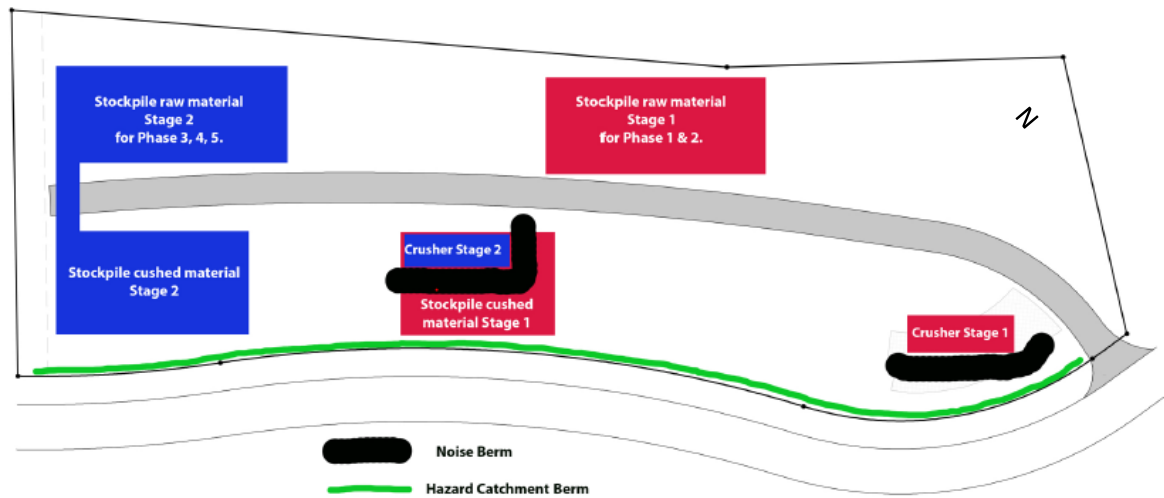 Stockpile raw material
Stage 2
for Phase 3, 4, 5.
Stockpile raw material
Stage 1
for Phase 1 & 2.
N
Crusher Stage 2
Stockpile cushed material
Stage 2
Stockpile cushed
material Stage 1
Crusher Stage 1
Noise Berm
Hazard Catchment Berm